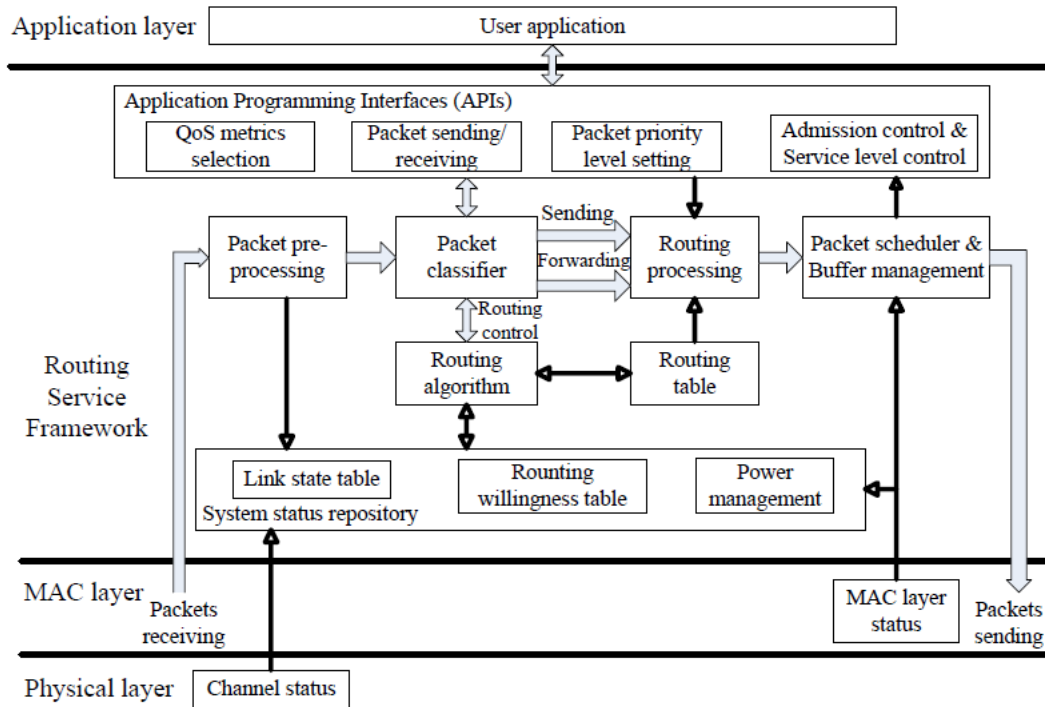 Application layer
User application
Application Programming Interfaces (APIs)
QoS metrics
selection
Packet sending/
receiving
Packet priority
level setting
Admission control &
Service level control
Packet pre-
processing
Packet
classifier
Sending
Forwarding
Routing
processing
Packet scheduler &
Buffer management
Routing
control
Routing
algorithm
Routing
table
Routing
Service
Framework
Link state table
Rounting
willingness table
Power
management
System status repository
MAC layer
Packets
receiving
MAC layer
status
Packets
sending
Physical layer
Channel status